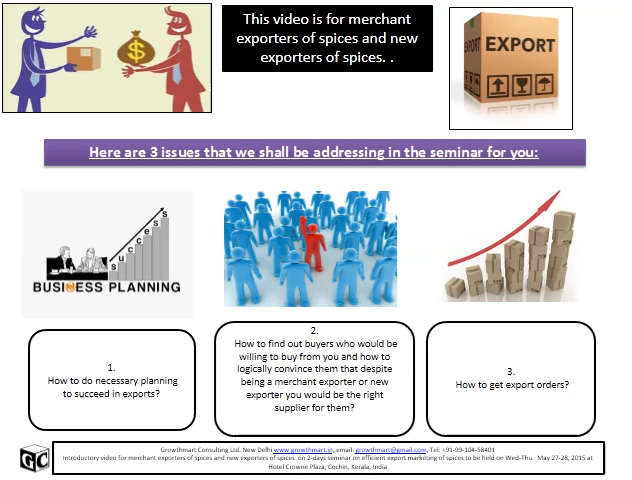 This video is for merchant
exporters of spices and new
exporters of spices. .
EXPORT
EXPORT
Here are 3 issues that we shall be addressing in the seminar for you:
success
BUSINESS PLANNING
1.
How to do necessary planning
to succeed in exports?
2.
How to find out buyers who would be
willing to buy from you and how to
logically convince them that despite
being a merchant exporter or new
exporter you would be the right
supplier for them?
3.
How to get export orders?
GC
Growthmart Consulting Ltd. New Delhi www.growthmart.in, email: growthmart@gmail.com, Tel: +91-99-104-58401
Introductory video for merchant exporters of spices and new exporters of spices on 2-days seminar on efficient export marketing of spices to be held on Wed-Thu. May 27-28, 2015 at
Hotel Crowne Plaza, Cochin, Kerala, India